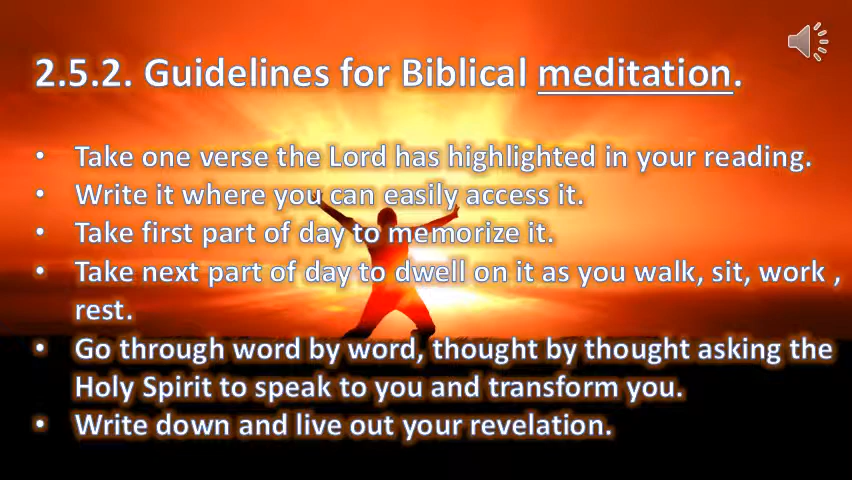 2.5.2. Guidelines for Biblical meditation.
• Take one verse the Lord has highlighted in your reading.
• Write it where you can easily access it.
• Take first part of day to memorize it.
• Take next part of day to dwell on it as you walk, sit, work ,
rest.
• Go through word by word, thought by thought asking the
Holy Spirit to speak to you and transform you.
• Write down and live out your revelation.